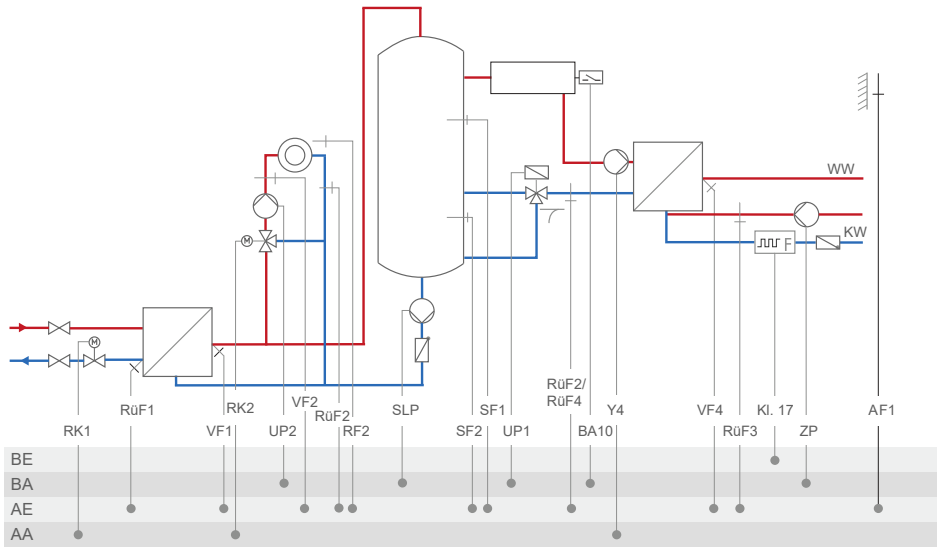 WW
KW
F
M
M
RüF2/
RüF4
RüF1
RK2
VF2
SLP
SF1
Y4
VF4
Kl. 17
AF1
RK1
VF1
UP2
RüF2
RF2
SF2
UP1
BA10
RüF3
ZP
BE
BA
AE
AA